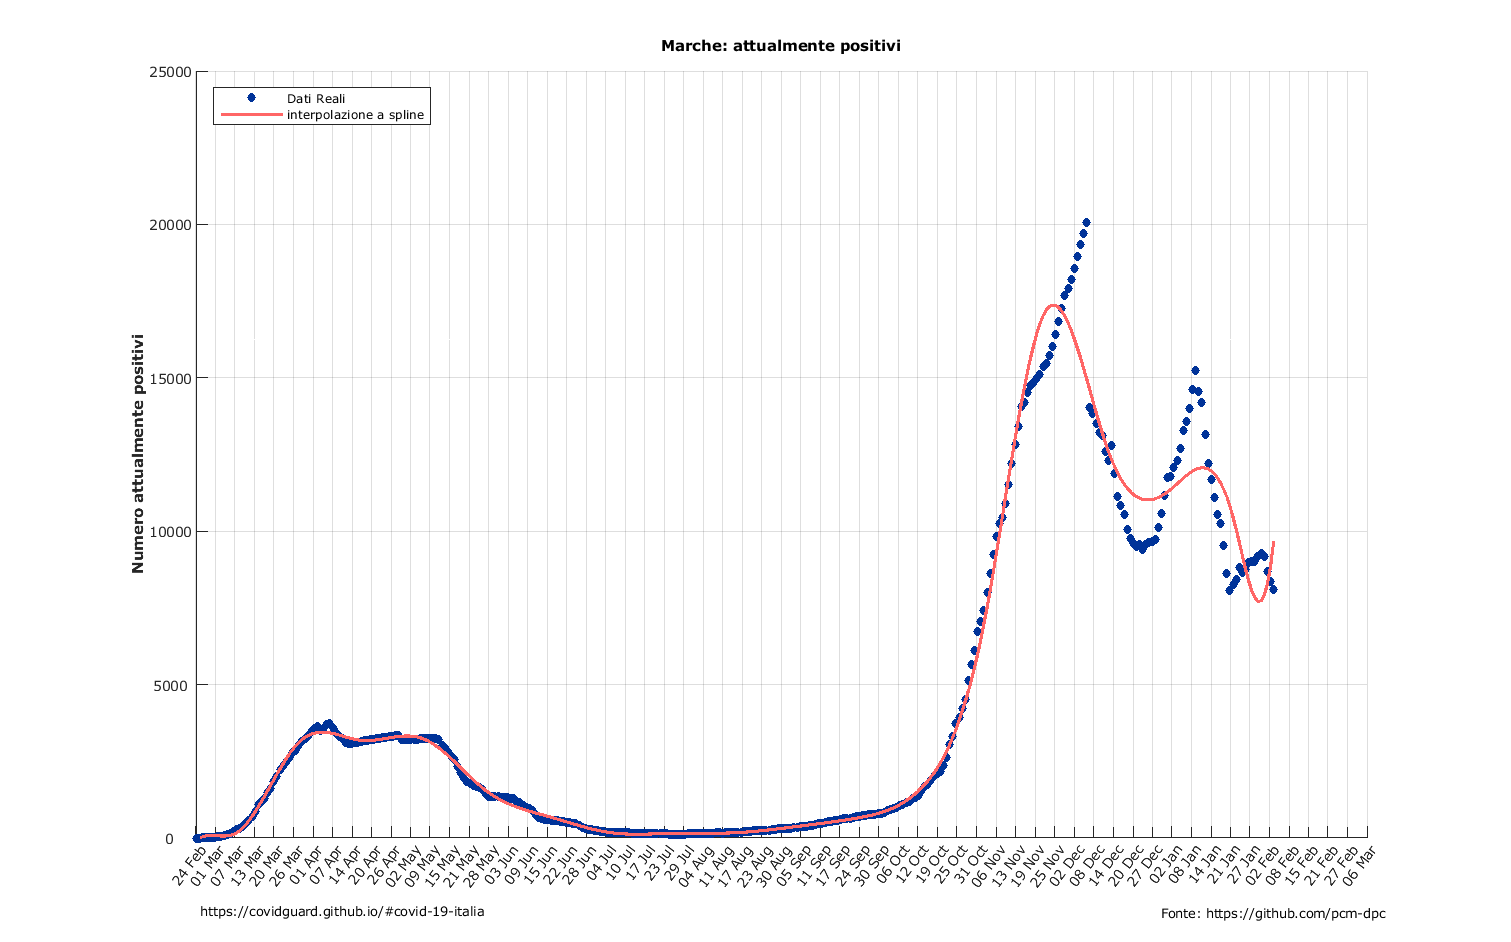 Marche: attualmente positivi
Dati Reali
interpolazione a spline
Numero attualmente positivi
25000
20000
15000
10000
5000
0
24 Feb
01 Mar
07 Mar
13 Mar
20 Mar
26 Mar
01 Apr
07 Apr
14 Apr
20 Apr
26 Apr
02 May
09 May
15 May
21 May
28 May
03 Jun
09 Jun
15 Jun
22 Jun
28 Jun
04 Jul
10 Jul
17 Jul
23 Jul
29 Jul
04 Aug
11 Aug
17 Aug
23 Aug
30 Aug
05 Sep
11 Sep
17 Sep
24 Sep
30 Sep
06 Oct
12 Oct
19 Oct
25 Oct
31 Oct
06 Nov
13 Nov
19 Nov
25 Nov
02 Dec
08 Dec
14 Dec
20 Dec
27 Dec
02 Jan
08 Jan
14 Jan
21 Jan
27 Jan
02 Feb
08 Feb
15 Feb
21 Feb
27 Feb
06 Mar
https://covidguard.github.io/#covid-19-italia
Fonte: https://github.com/pcm-dpc